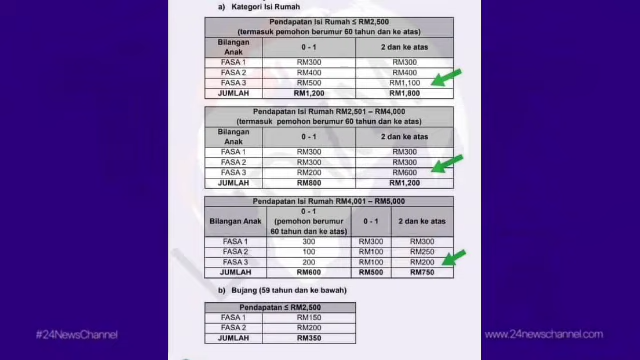 a) Kategori Isi Rumah
Pendapatan Isi Rumah ≤ RM2,500
(termasuk pemohon berumur 60 tahun dan ke atas)
Bilangan Anak 0 - 1 2 dan ke atas
FASA 1 RM300 RM300
FASA 2 RM400 RM400
FASA 3 RM500 RM1,100
JUMLAH RM1,200 RM1,800
Pendapatan Isi Rumah RM2,501 – RM4,000
(termasuk pemohon berumur 60 tahun dan ke atas)
Bilangan Anak 0 - 1 2 dan ke atas
FASA 1 RM300 RM300
FASA 2 RM300 RM300
FASA 3 RM200 RM600
JUMLAH RM800 RM1,200
Pendapatan Isi Rumah RM4,001 – RM5,000
Bilangan Anak 0 - 1 (pemohon berumur 60 tahun dan ke atas) 0 - 1 2 dan ke atas
FASA 1 300 RM300 RM300
FASA 2 100 RM100 RM250
FASA 3 200 RM100 RM200
JUMLAH RM600 RM500 RM750
b) Bujang (59 tahun dan ke bawah)
Pendapatan ≤ RM2,500
FASA 1 RM150
FASA 2 RM200
JUMLAH RM350
#24NewsChannel
www.24newschannel.com